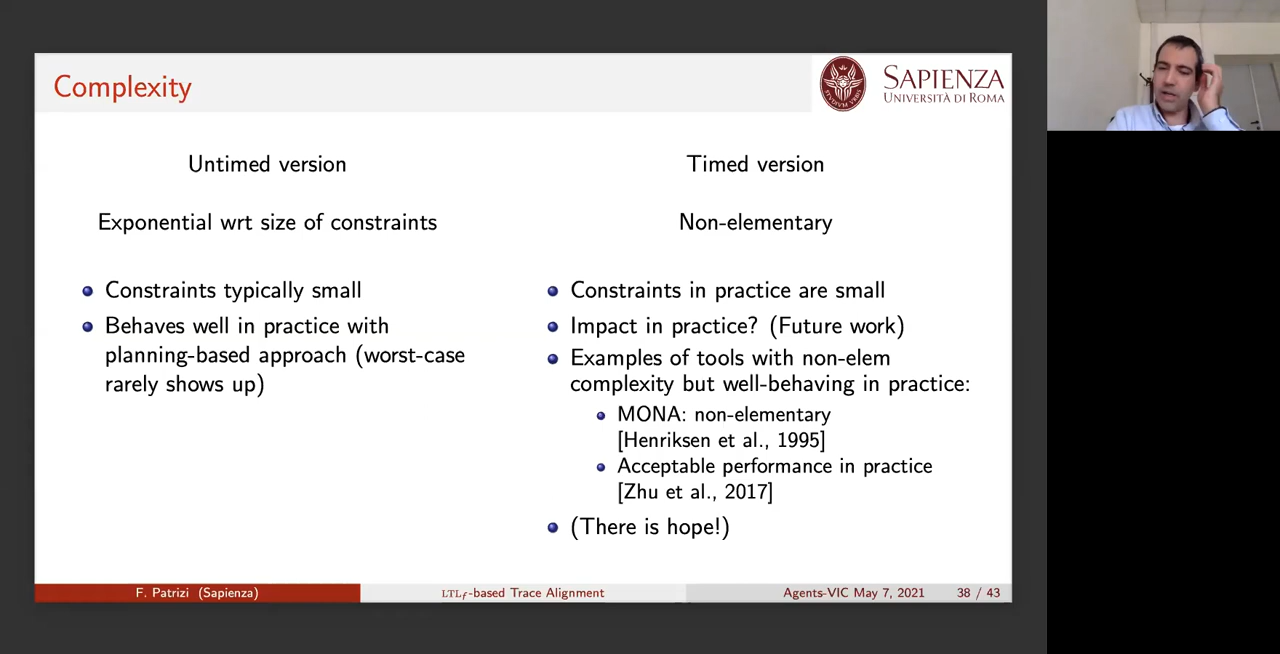 Complexity
SAPIENZA
UNIVERSITÀ DI ROMA
Untimed version
Exponential wrt size of constraints
Constraints typically small
Behaves well in practice with
planning-based approach (worst-case
rarely shows up)
Timed version
Non-elementary
Constraints in practice are small
Impact in practice? (Future work)
Examples of tools with non-elem
complexity but well-behaving in practice:
MONA: non-elementary
[Henriksen et al., 1995]
Acceptable performance in practice
[Zhu et al., 2017]
(There is hope!)
F. Patrizi (Sapienza)
LTLf-based Trace Alignment
Agents-VIC May 7, 2021
38 / 43